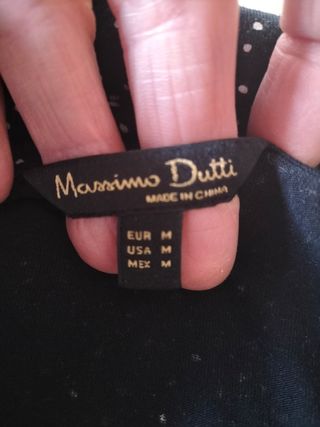 Massimo Dutti
MADE IN CHINA
EUR M
USA M
MEX M